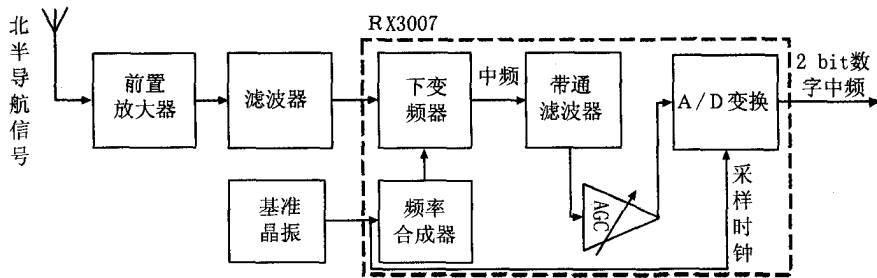 RX3007
北半导航信号
前置
放大器
滤波器
下变
频器
中频
带通
滤波器
A/D变换
2 bit数
字中频
基准
晶振
频率
合成器
AGC
采样时钟